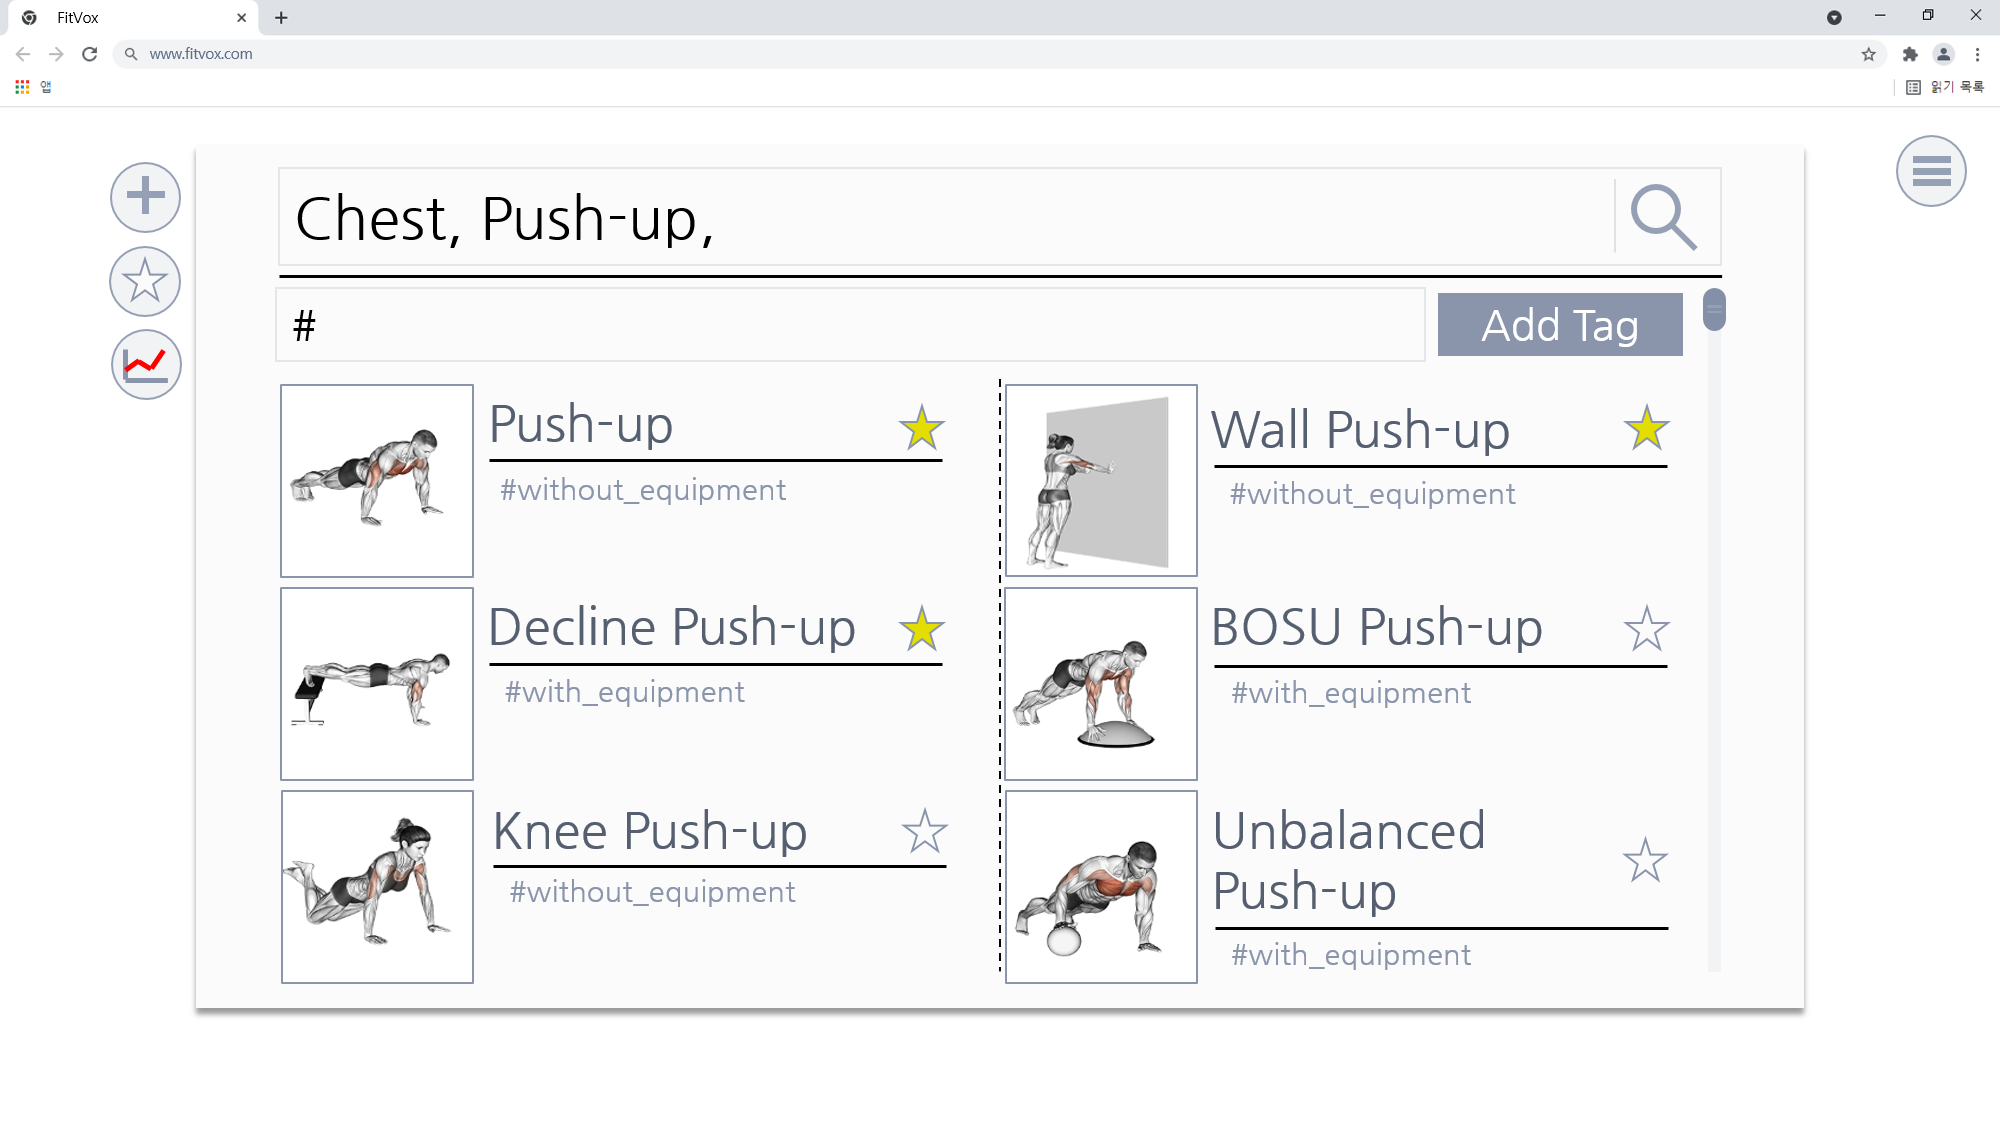 FitVox
www.fitvox.com
앱
읽기 목록
Chest, Push-up,
#
Add Tag
Push-up
#without_equipment
Wall Push-up
#without_equipment
Decline Push-up
#with_equipment
BOSU Push-up
#with_equipment
Knee Push-up
#without_equipment
Unbalanced
Push-up
#with_equipment